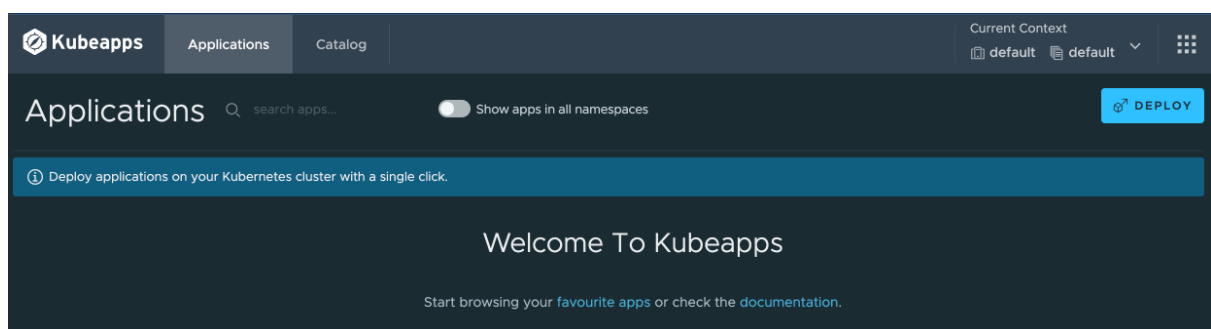 Kubeapps Applications Catalog Current Context
default default
Applications search apps... Show apps in all namespaces DEPLOY
Deploy applications on your Kubernetes cluster with a single click.
Welcome To Kubeapps
Start browsing your favourite apps or check the documentation.